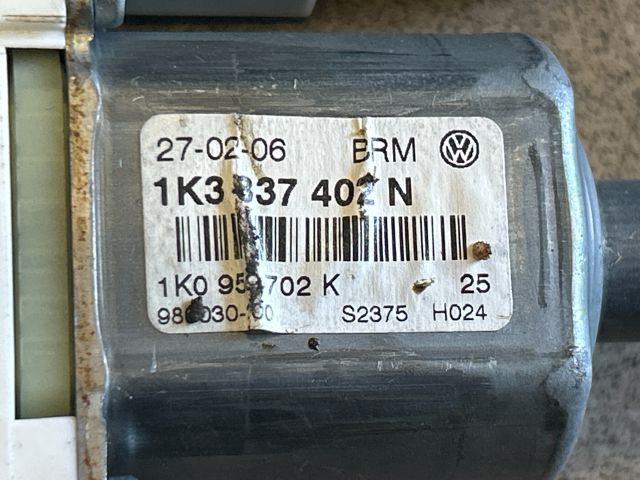 27-02-06 BRM
1K3 837 402 N
1K0 959 702 K 25
S2375 H024